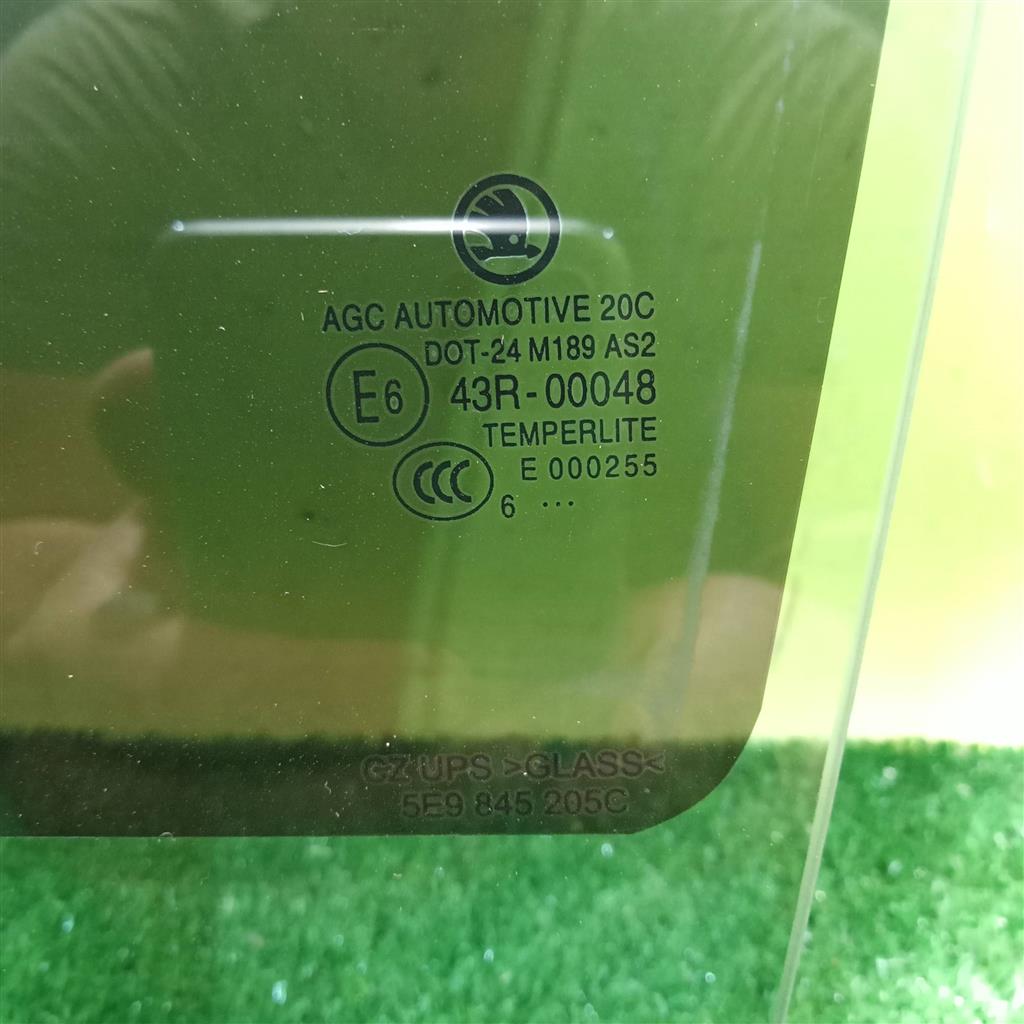 AGC AUTOMOTIVE 20C
DOT-24 M189 AS2
E6 43R-00048
TEMPERLITE
CCC E 000255
6 ...
CZ UPS >GLASS<
5E9 845 205C